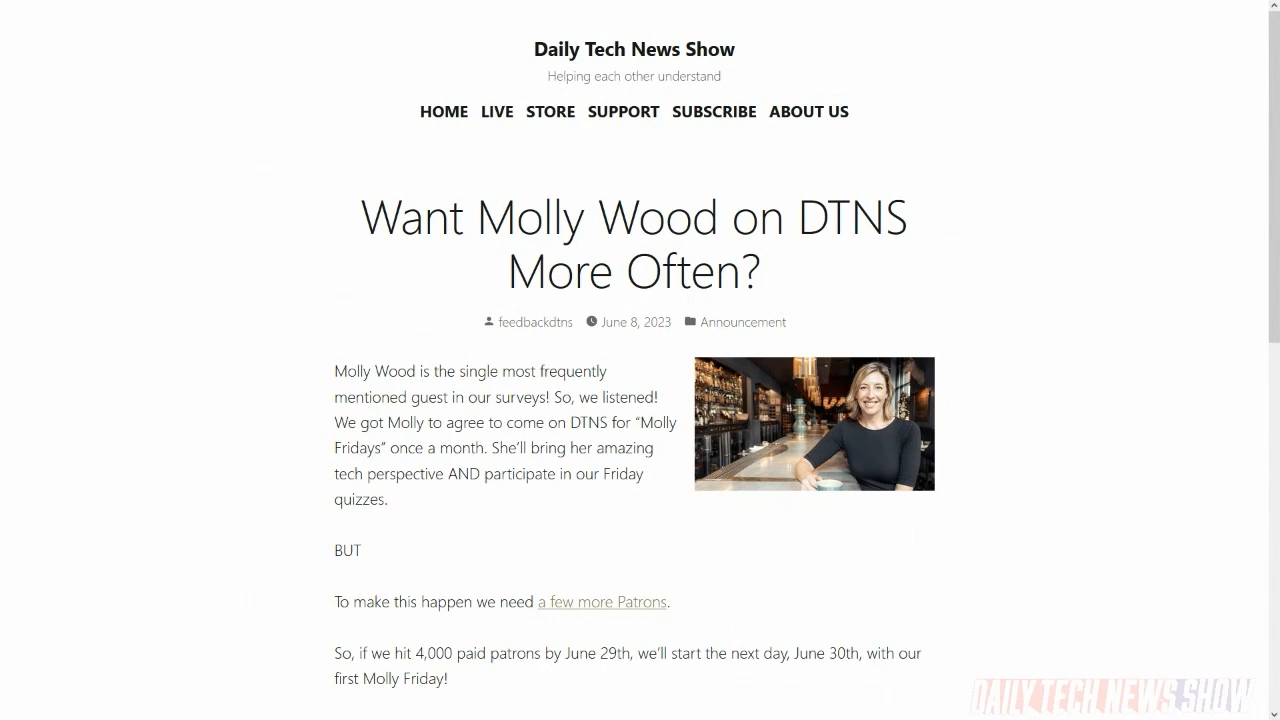 Daily Tech News Show
Helping each other understand
HOME LIVE STORE SUPPORT SUBSCRIBE ABOUT US
Want Molly Wood on DTNS
More Often?
feedbackdtns June 8, 2023 Announcement
Molly Wood is the single most frequently
mentioned guest in our surveys! So, we listened!
We got Molly to agree to come on DTNS for “Molly
Fridays” once a month. She’ll bring her amazing
tech perspective AND participate in our Friday
quizzes.
BUT
To make this happen we need a few more Patrons.
So, if we hit 4,000 paid patrons by June 29th, we’ll start the next day, June 30th, with our
first Molly Friday!
DAILY TECH NEWS SHOW